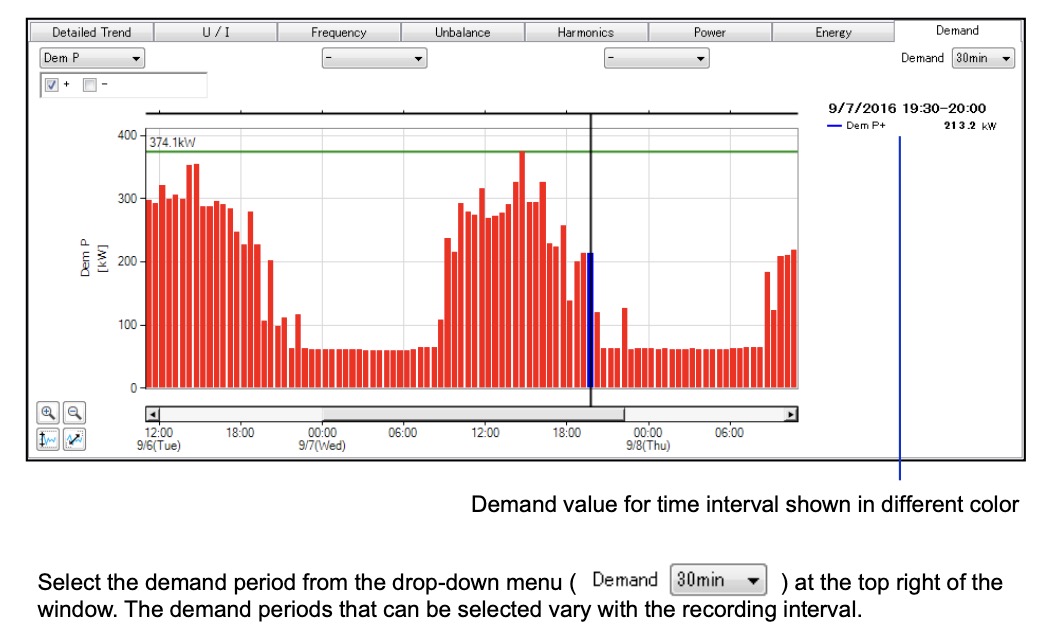 Detailed Trend U / I Frequency Unbalance Harmonics Power Energy Demand
Dem P - - Demand 30min
+ -
9/7/2016 19:30-20:00
Dem P+ 213.2 kW
374.1kW
400
300
200
100
0
Dem P
[kW]
12:00 18:00 00:00 06:00 12:00 18:00 00:00 06:00
9/6(Tue) 9/7(Wed) 9/8(Thu)
Demand value for time interval shown in different color
Select the demand period from the drop-down menu ( Demand 30min ) at the top right of the
window. The demand periods that can be selected vary with the recording interval.